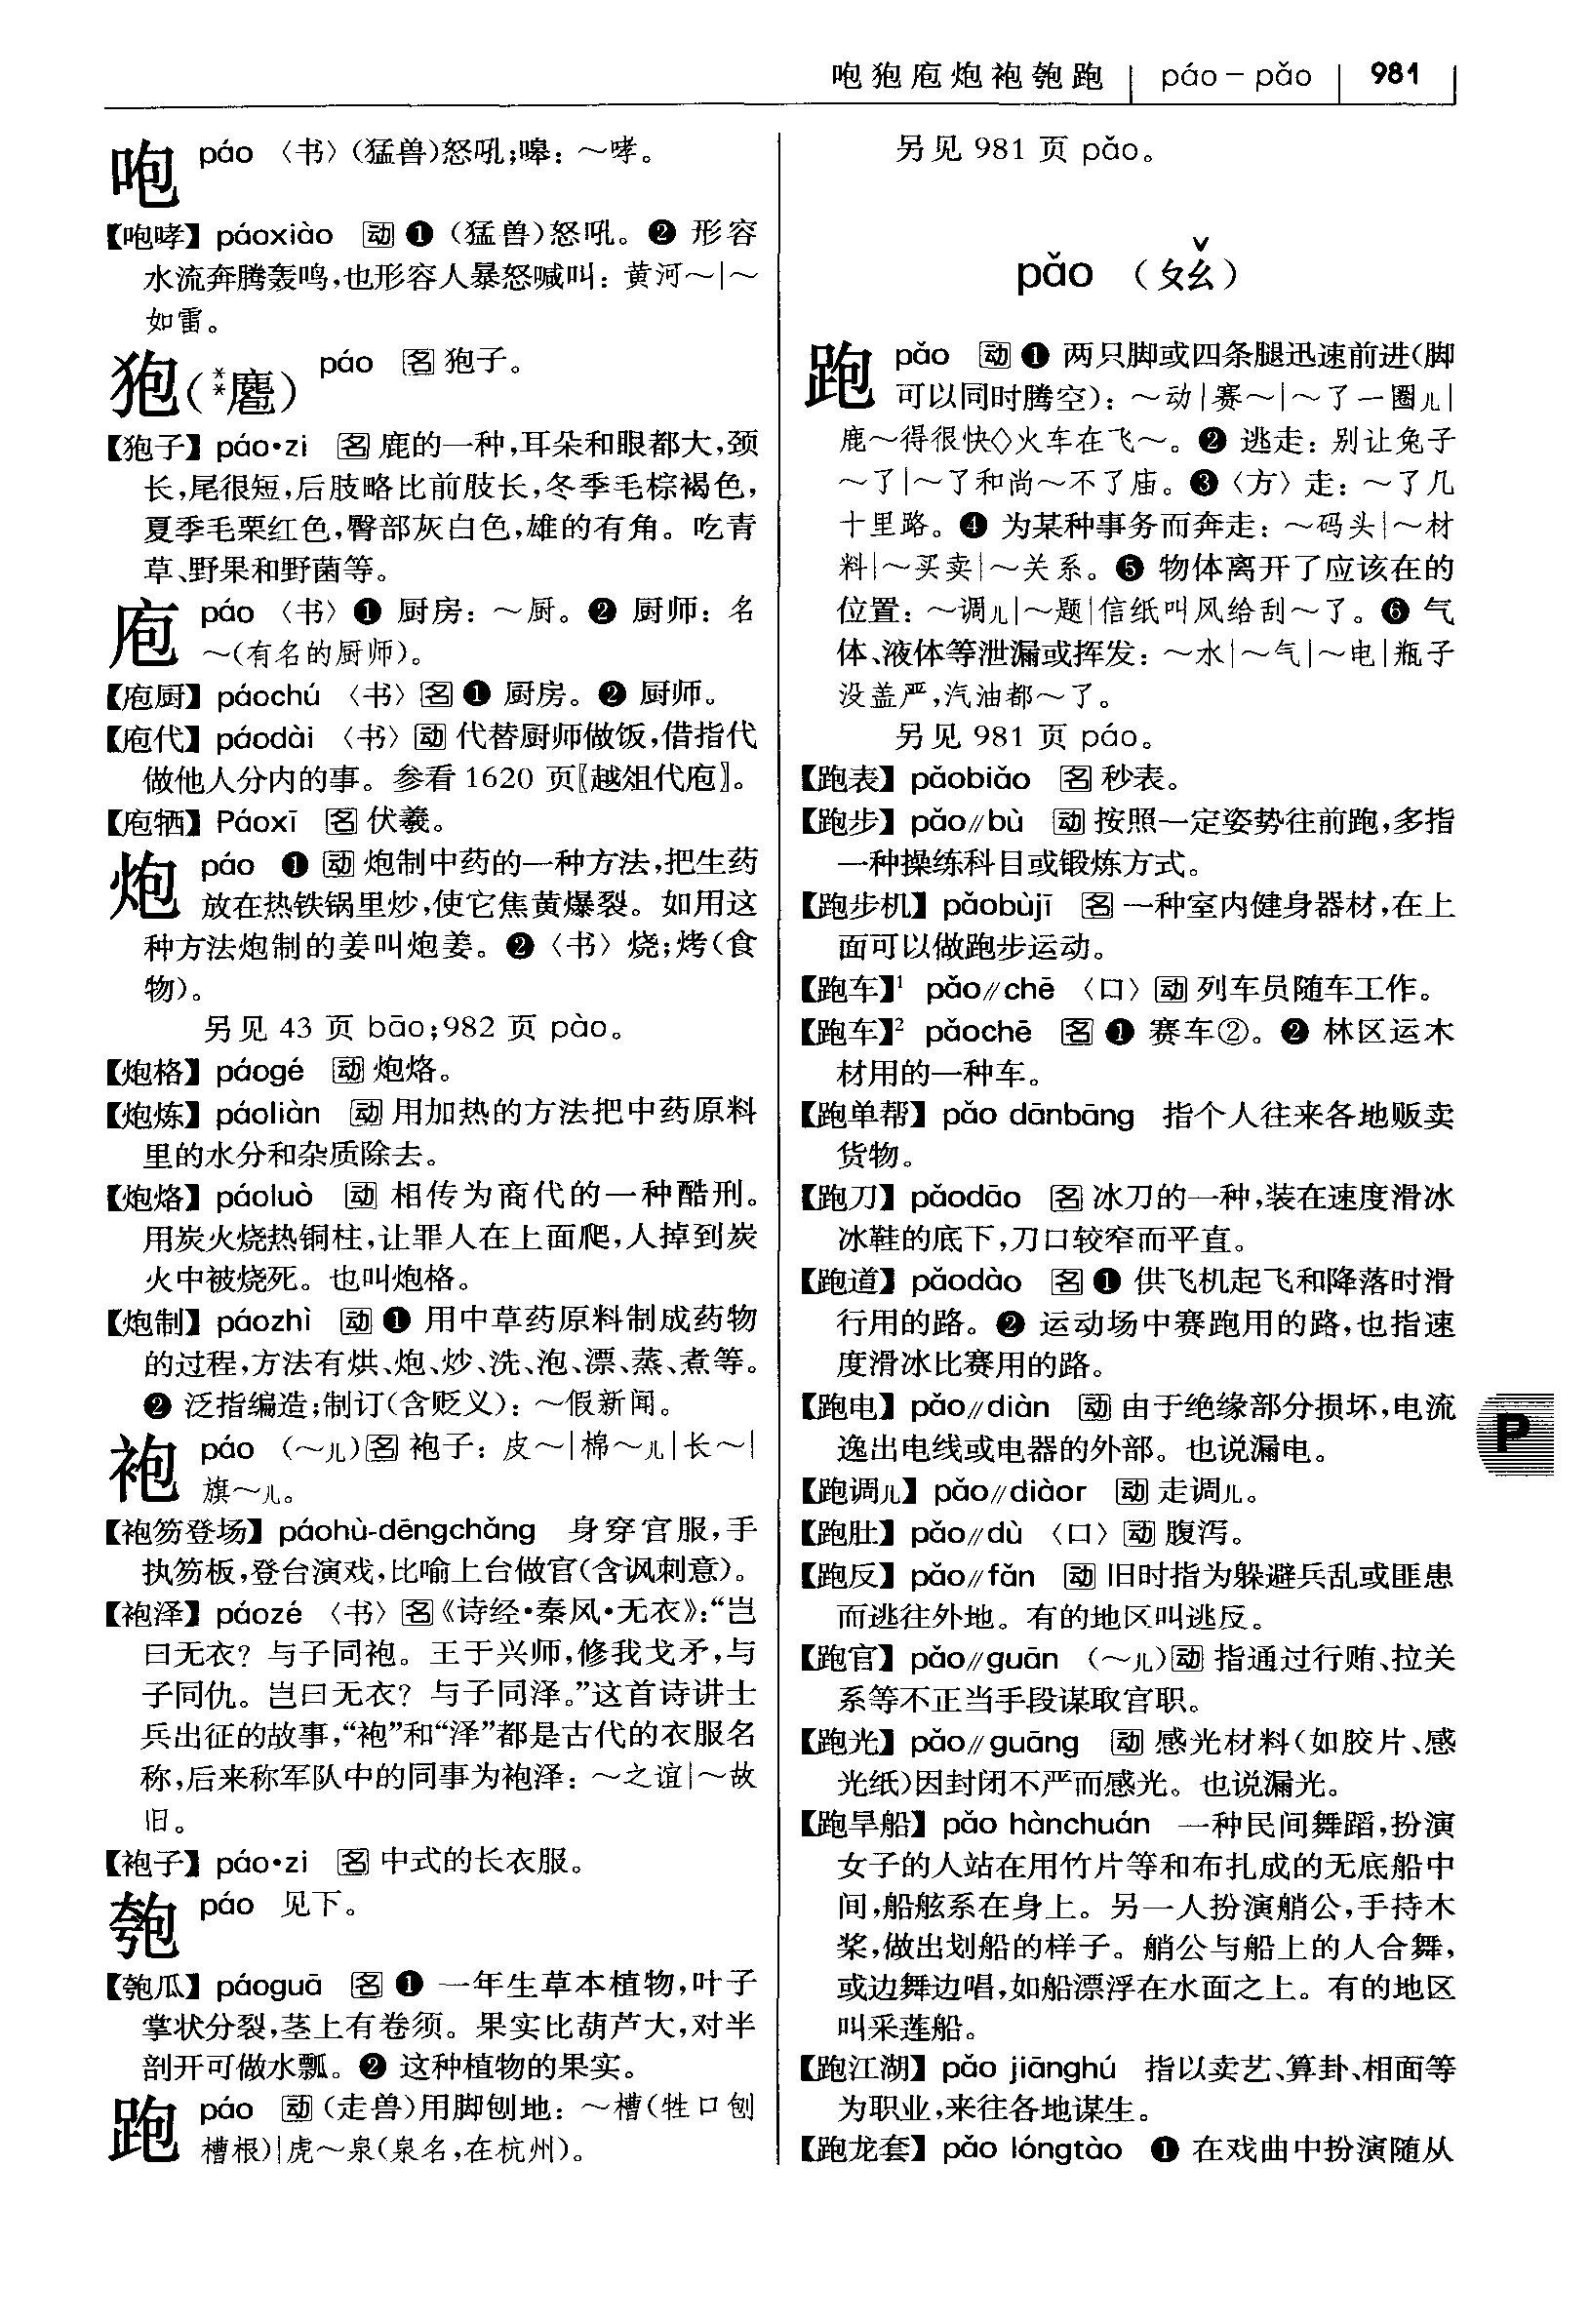 咆狍庖炮袍匏跑 páo－pǎo 981
咆 páo 〈书〉(猛兽)怒吼;嗥：～哮。
【咆哮】páoxiào 动 ❶（猛兽)怒吼。❷ 形容
水流奔腾轰鸣,也形容人暴怒喊叫：黄河～|～
如雷。
狍(**麅) páo 名 狍子。
【狍子】páo•zi 名 鹿的一种,耳朵和眼都大,颈
长,尾很短,后肢略比前肢长,冬季毛棕褐色,
夏季毛栗红色,臀部灰白色,雄的有角。吃青
草、野果和野菌等。
庖 páo 〈书〉❶ 厨房：～厨。❷ 厨师：名
～(有名的厨师)。
【庖厨】páochú 〈书〉名 ❶ 厨房。❷ 厨师。
【庖代】páodài 〈书〉动 代替厨师做饭,借指代
做他人分内的事。参看1620 页〖越俎代庖〗。
【庖牺】Páoxī 名 伏羲。
炮 páo ❶ 动 炮制中药的一种方法,把生药
放在热铁锅里炒,使它焦黄爆裂。如用这
种方法炮制的姜叫炮姜。❷〈书〉烧;烤(食
物)。
另见 43 页 bāo;982 页 pào。
【炮格】páogé 动 炮烙。
【炮炼】páoliàn 动 用加热的方法把中药原料
里的水分和杂质除去。
【炮烙】páoluò 动 相传为商代的一种酷刑。
用炭火烧热铜柱,让罪人在上面爬,人掉到炭
火中被烧死。也叫炮格。
【炮制】páozhì 动 ❶ 用中草药原料制成药物
的过程,方法有烘、炮、炒、洗、泡、漂、蒸、煮等。
❷ 泛指编造;制订(含贬义)：～假新闻。
袍 páo （～儿)名 袍子：皮～|棉～儿|长～|
旗～儿。
【袍笏登场】páohù-dēngchǎng 身穿官服,手
执笏板,登台演戏,比喻上台做官(含讽刺意)。
【袍泽】páozé 〈书〉名《诗经•秦风•无衣》:“岂
曰无衣？与子同袍。王于兴师,修我戈矛,与
子同仇。岂曰无衣？与子同泽。”这首诗讲士
兵出征的故事,“袍”和“泽”都是古代的衣服名
称,后来称军队中的同事为袍泽：～之谊|～故
旧。
【袍子】páo•zi 名 中式的长衣服。
匏 páo 见下。
【匏瓜】páoguā 名 ❶ 一年生草本植物,叶子
掌状分裂,茎上有卷须。果实比葫芦大,对半
剖开可做水瓢。❷ 这种植物的果实。
跑 páo 动 (走兽)用脚刨地：～槽(牲口刨
槽根)|虎～泉(泉名,在杭州)。
另见 981 页 pǎo。
pǎo （ㄆㄠˇ）
跑 pǎo 动 ❶ 两只脚或四条腿迅速前进(脚
可以同时腾空)：～动|赛～|～了一圈儿|
鹿～得很快◇火车在飞～。❷ 逃走：别让兔子
～了|～了和尚～不了庙。❸〈方〉走：～了几
十里路。❹ 为某种事务而奔走：～码头|～材
料|～买卖|～关系。❺ 物体离开了应该在的
位置：～调儿|～题|信纸叫风给刮～了。❻ 气
体、液体等泄漏或挥发：～水|～气|～电|瓶子
没盖严,汽油都～了。
另见 981 页 páo。
【跑表】pǎobiǎo 名 秒表。
【跑步】pǎo∥bù 动 按照一定姿势往前跑,多指
一种操练科目或锻炼方式。
【跑步机】pǎobùjī 名 一种室内健身器材,在上
面可以做跑步运动。
【跑车】¹ pǎo∥chē 〈口〉动 列车员随车工作。
【跑车】² pǎochē 名 ❶ 赛车②。❷ 林区运木
材用的一种车。
【跑单帮】pǎo dānbāng 指个人往来各地贩卖
货物。
【跑刀】pǎodāo 名 冰刀的一种,装在速度滑冰
冰鞋的底下,刀口较窄而平直。
【跑道】pǎodào 名 ❶ 供飞机起飞和降落时滑
行用的路。❷ 运动场中赛跑用的路,也指速
度滑冰比赛用的路。
【跑电】pǎo∥diàn 动 由于绝缘部分损坏,电流
逸出电线或电器的外部。也说漏电。
【跑调儿】pǎo∥diàor 动 走调儿。
【跑肚】pǎo∥dù 〈口〉动 腹泻。
【跑反】pǎo∥fǎn 动 旧时指为躲避兵乱或匪患
而逃往外地。有的地区叫逃反。
【跑官】pǎo∥guān （～儿)动 指通过行贿、拉关
系等不正当手段谋取官职。
【跑光】pǎo∥guāng 动 感光材料(如胶片、感
光纸)因封闭不严而感光。也说漏光。
【跑旱船】pǎo hànchuán 一种民间舞蹈,扮演
女子的人站在用竹片等和布扎成的无底船中
间,船舷系在身上。另一人扮演艄公,手持木
桨,做出划船的样子。艄公与船上的人合舞,
或边舞边唱,如船漂浮在水面之上。有的地区
叫采莲船。
【跑江湖】pǎo jiānghú 指以卖艺、算卦、相面等
为职业,来往各地谋生。
【跑龙套】pǎo lóngtào ❶ 在戏曲中扮演随从
P